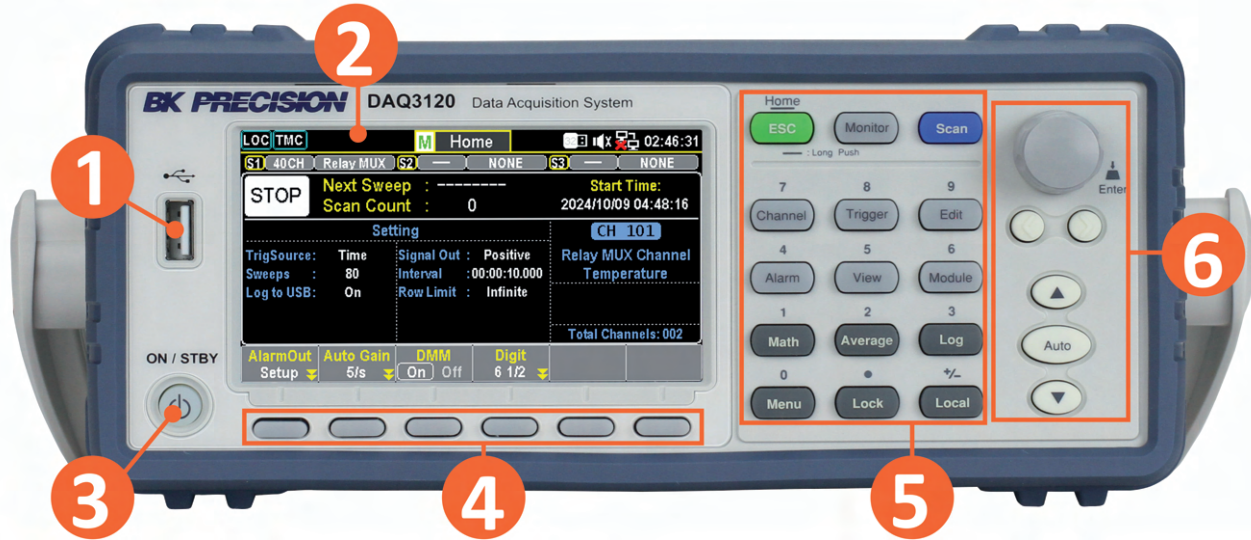 BK PRECISION DAQ3120 Data Acquisition System
LOC TMC M Home 02:46:31
S1 40CH Relay MUX S2 — NONE S3 — NONE
STOP
Next Sweep : --------
Scan Count : 0
Start Time:
2024/10/09 04:48:16
Setting
TrigSource: Time Signal Out : Positive
Sweeps : 80 Interval : 00:00:10.000
Log to USB: On Row Limit : Infinite
CH 101
Relay MUX Channel
Temperature
Total Channels: 002
AlarmOut Auto Gain DMM Digit
Setup 5/s On Off 6 1/2
ON / STBY
Home
ESC Monitor Scan
— : Long Push
7 8 9
Channel Trigger Edit
4 5 6
Alarm View Module
1 2 3
Math Average Log
0 ● +/−
Menu Lock Local
Enter
Auto
1
2
3
4
5
6